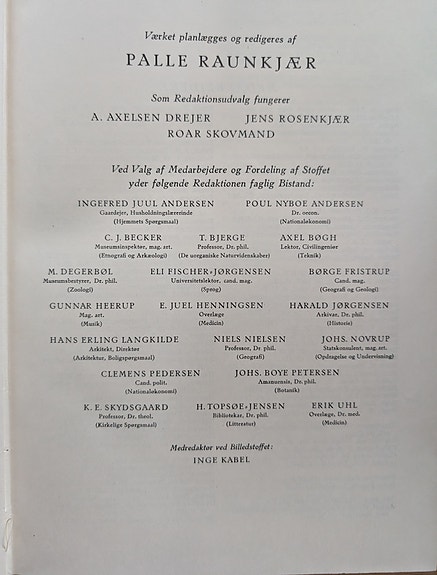 Værket planlægges og redigeres af
PALLE RAUNKJÆR
Som Redaktionsudvalg fungerer
A. AXELSEN DREJER JENS ROSENKJÆR
ROAR SKOVMAND
Ved Valg af Medarbejdere og Fordeling af Stoffet
yder følgende Redaktionen faglig Bistand:
INGEFRED JUUL ANDERSEN POUL NYBOE ANDERSEN
Gaardejer, Husholdningslærerinde Dr. oecon.
(Hjemmets Spørgsmaal) (Nationaløkonomi)
C. J. BECKER T. BJERGE AXEL BØGH
Museumsinspektør, mag. art. Professor, Dr. phil. Lektor, Civilingeniør
(Etnografi og Arkæologi) (De uorganiske Naturvidenskaber) (Teknik)
M. DEGERBØL ELI FISCHER-JØRGENSEN BØRGE FRISTRUP
Museumsbestyrer, Dr. phil. Universitetslektor, cand. mag. Cand. mag.
(Zoologi) (Sprog) (Geografi og Geologi)
GUNNAR HEERUP E. JUEL HENNINGSEN HARALD JØRGENSEN
Mag. art. Overlæge Arkivar, Dr. phil.
(Musik) (Medicin) (Historie)
HANS ERLING LANGKILDE NIELS NIELSEN JOHS. NOVRUP
Arkitekt, Direktør Professor, Dr. phil. Statskonsulent, mag. art.
(Arkitektur, Boligspørgsmaal) (Geografi) (Opdragelse og Undervisning)
CLEMENS PEDERSEN JOHS. BOYE PETERSEN
Cand. polit. Amanuensis, Dr. phil.
(Nationaløkonomi) (Botanik)
K. E. SKYDSGAARD H. TOPSØE-JENSEN ERIK UHL
Professor, Dr. theol. Bibliotekar, Dr. phil. Overlæge, Dr. med.
(Kirkelige Spørgsmaal) (Litteratur) (Medicin)
Medredaktør ved Billedstoffet:
INGE KABEL